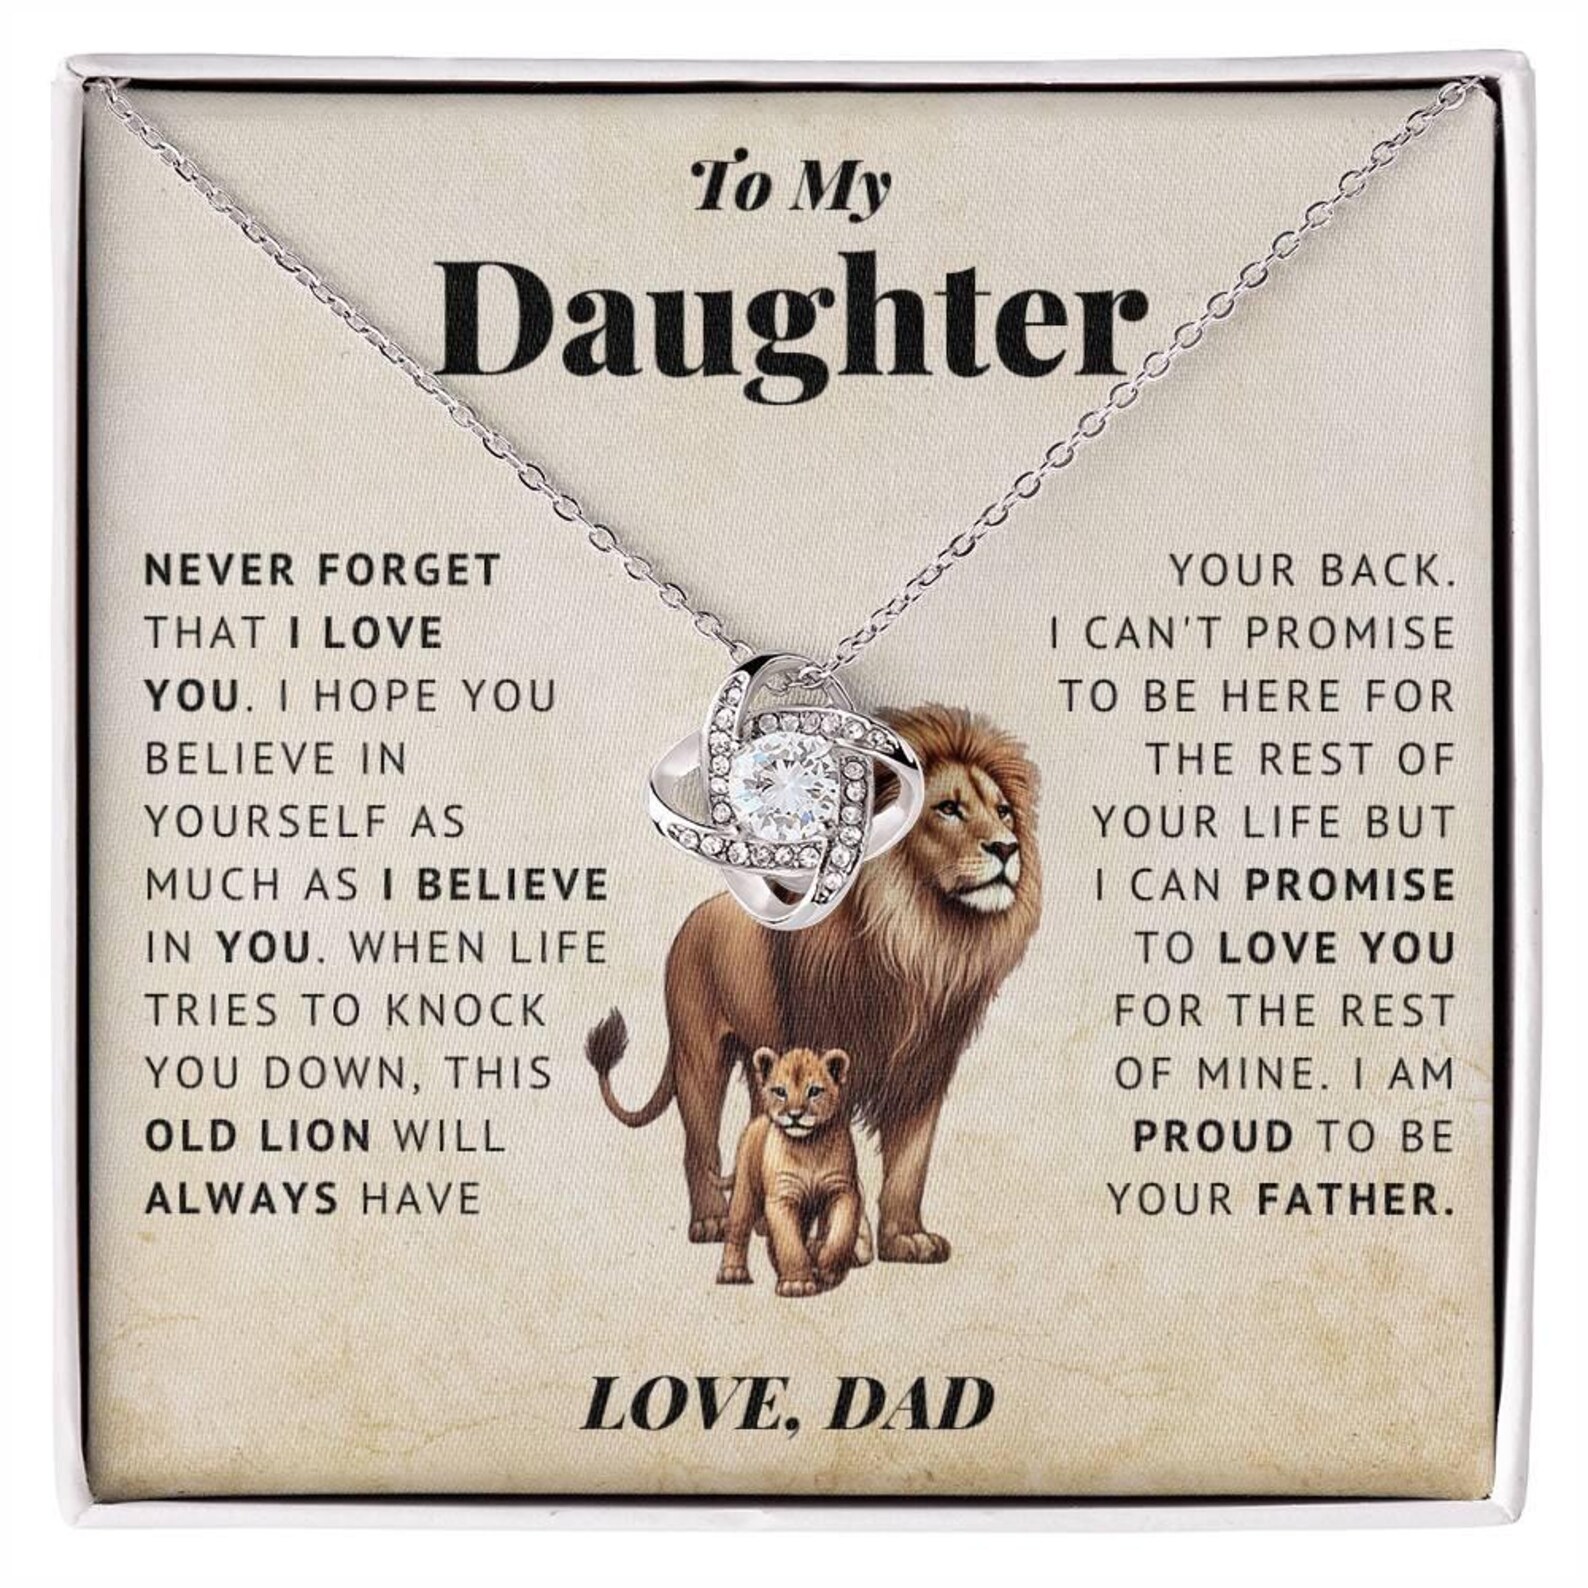 To My
Daughter
NEVER FORGET
THAT I LOVE
YOU. I HOPE YOU
BELIEVE IN
YOURSELF AS
MUCH AS I BELIEVE
IN YOU. WHEN LIFE
TRIES TO KNOCK
YOU DOWN, THIS
OLD LION WILL
ALWAYS HAVE
YOUR BACK.
I CAN'T PROMISE
TO BE HERE FOR
THE REST OF
YOUR LIFE BUT
I CAN PROMISE
TO LOVE YOU
FOR THE REST
OF MINE. I AM
PROUD TO BE
YOUR FATHER.
LOVE, DAD